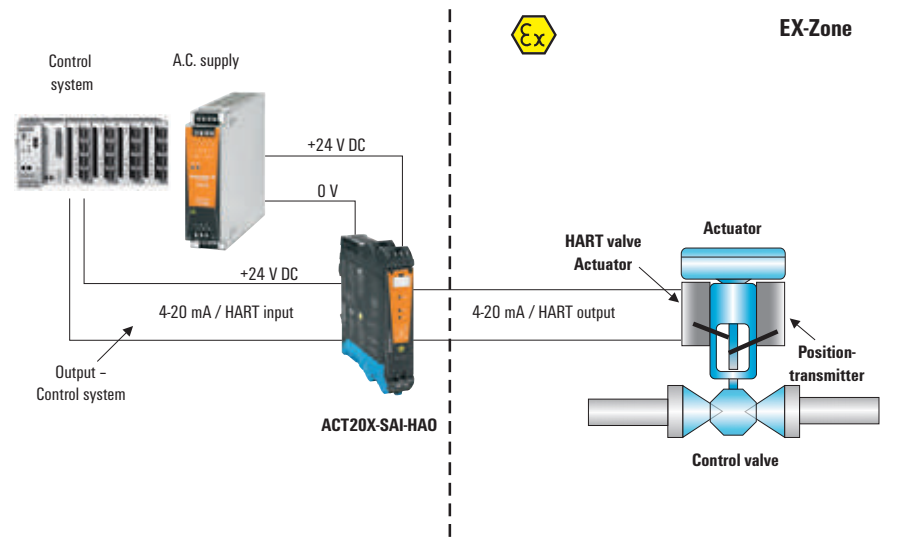 EX-Zone
Ex
Control
system
A.C. supply
+24 V DC
0 V
+24 V DC
4-20 mA / HART input
4-20 mA / HART output
Output –
Control system
ACT20X-SAI-HAO
HART valve
Actuator
Actuator
Position-
transmitter
Control valve